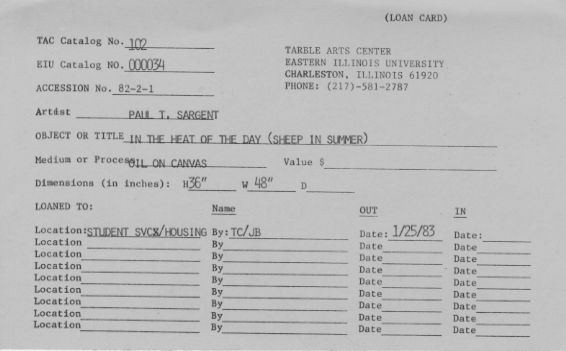 (LOAN CARD)
TAC Catalog No. 102
EIU Catalog No. 000034
ACCESSION No. 82-2-1
TARBLE ARTS CENTER
EASTERN ILLINOIS UNIVERSITY
CHARLESTON, ILLINOIS 61920
PHONE: (217)-581-2787
Artist PAUL T. SARGENT
OBJECT OR TITLE IN THE HEAT OF THE DAY (SHEEP IN SUMMER)
Medium or Process OIL ON CANVAS Value $
Dimensions (in inches): H 36" W 48" D
LOANED TO: Name OUT IN
Location: STUDENT SVCX/HOUSING By: TC/JB Date: 1/25/83 Date:
Location By Date Date
Location By Date Date
Location By Date Date
Location By Date Date
Location By Date Date
Location By Date Date
Location By Date Date
Location By Date Date